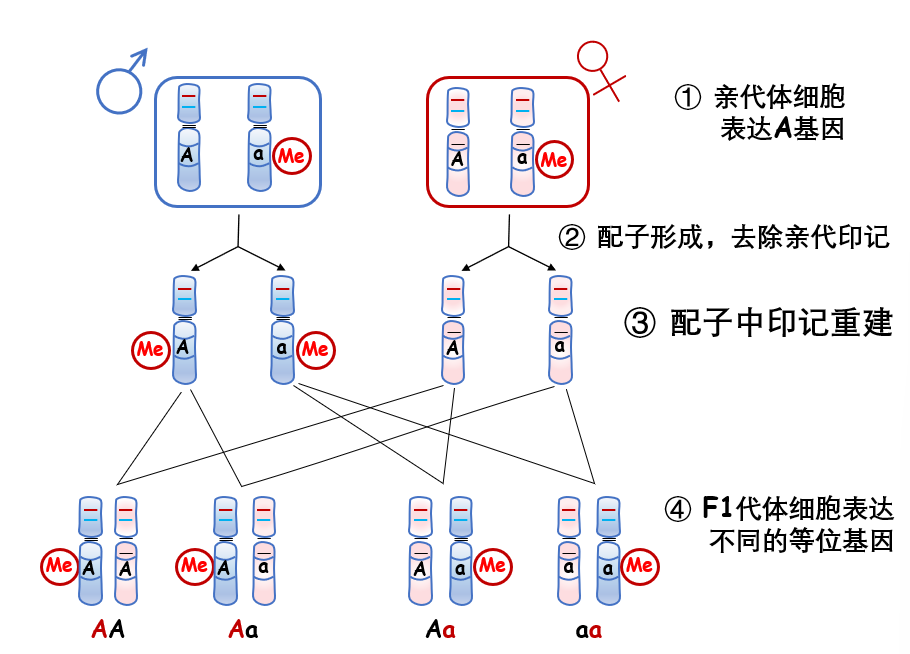 ① 亲代体细胞
表达A基因
A a Me
A a Me
② 配子形成，去除亲代印记
③ 配子中印记重建
Me A a Me A a
④ F1代体细胞表达
不同的等位基因
Me A A Me A a A a Me a a Me
AA Aa Aa aa